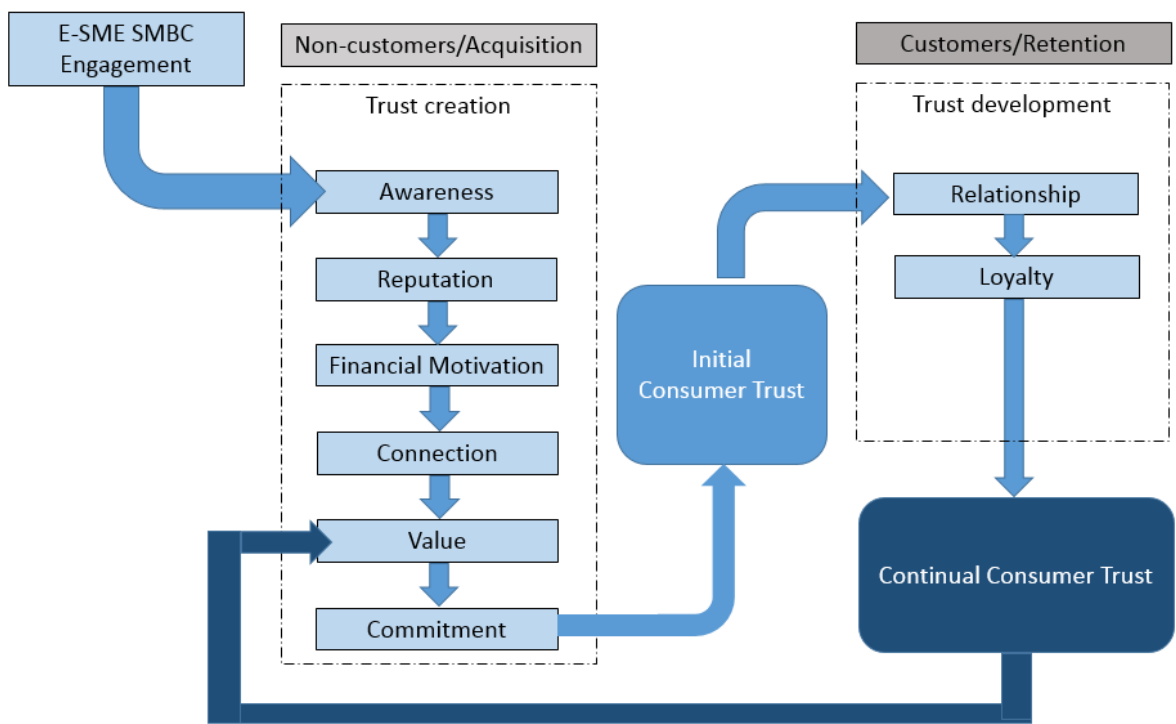 E-SME SMBC
Engagement
Non-customers/Acquisition
Customers/Retention
Trust creation
Trust development
Awareness
Reputation
Financial Motivation
Connection
Value
Commitment
Initial
Consumer Trust
Relationship
Loyalty
Continual Consumer Trust